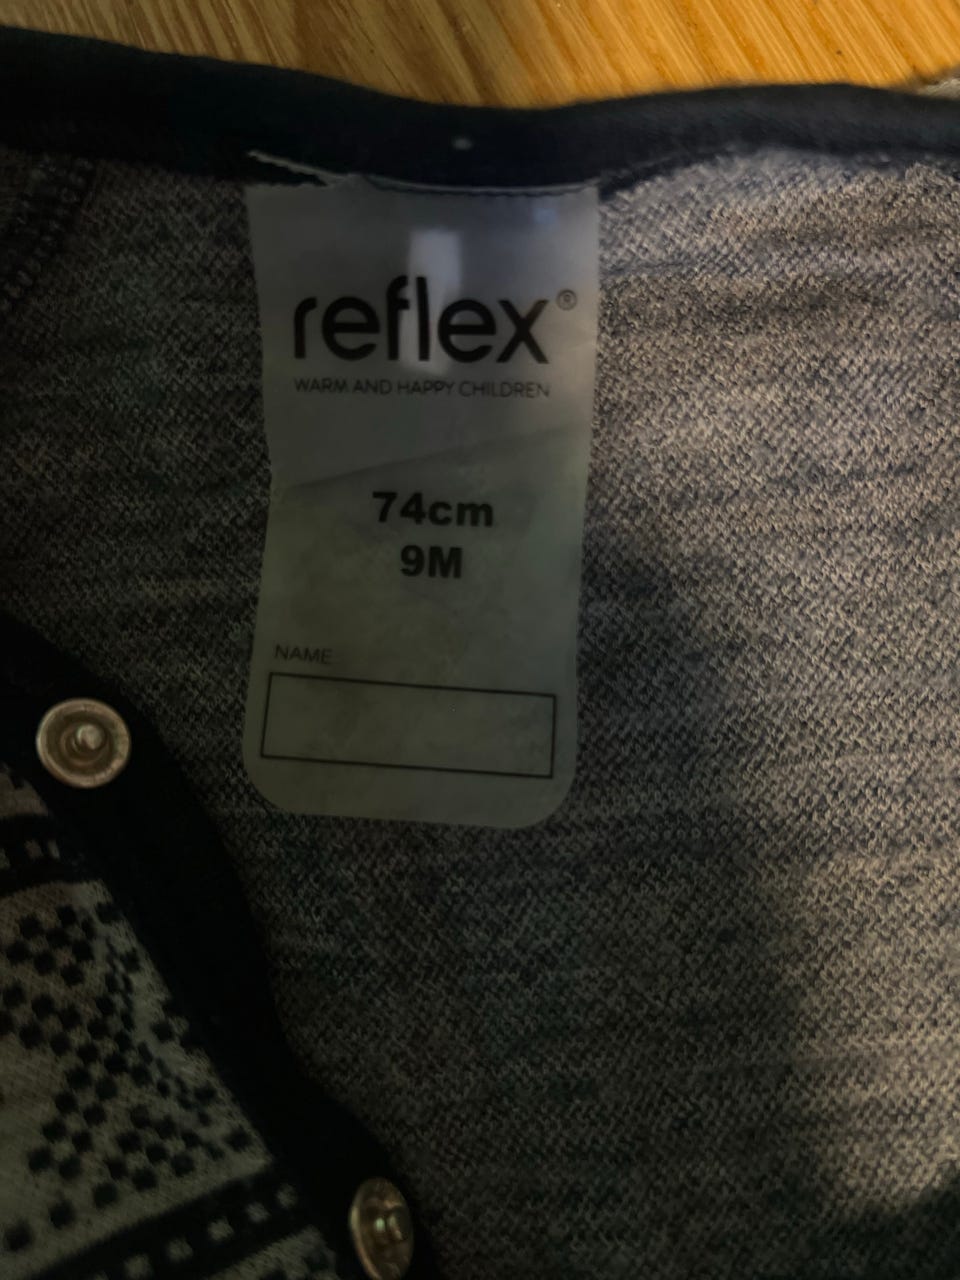 reflex®
WARM AND HAPPY CHILDREN
74cm
9M
NAME